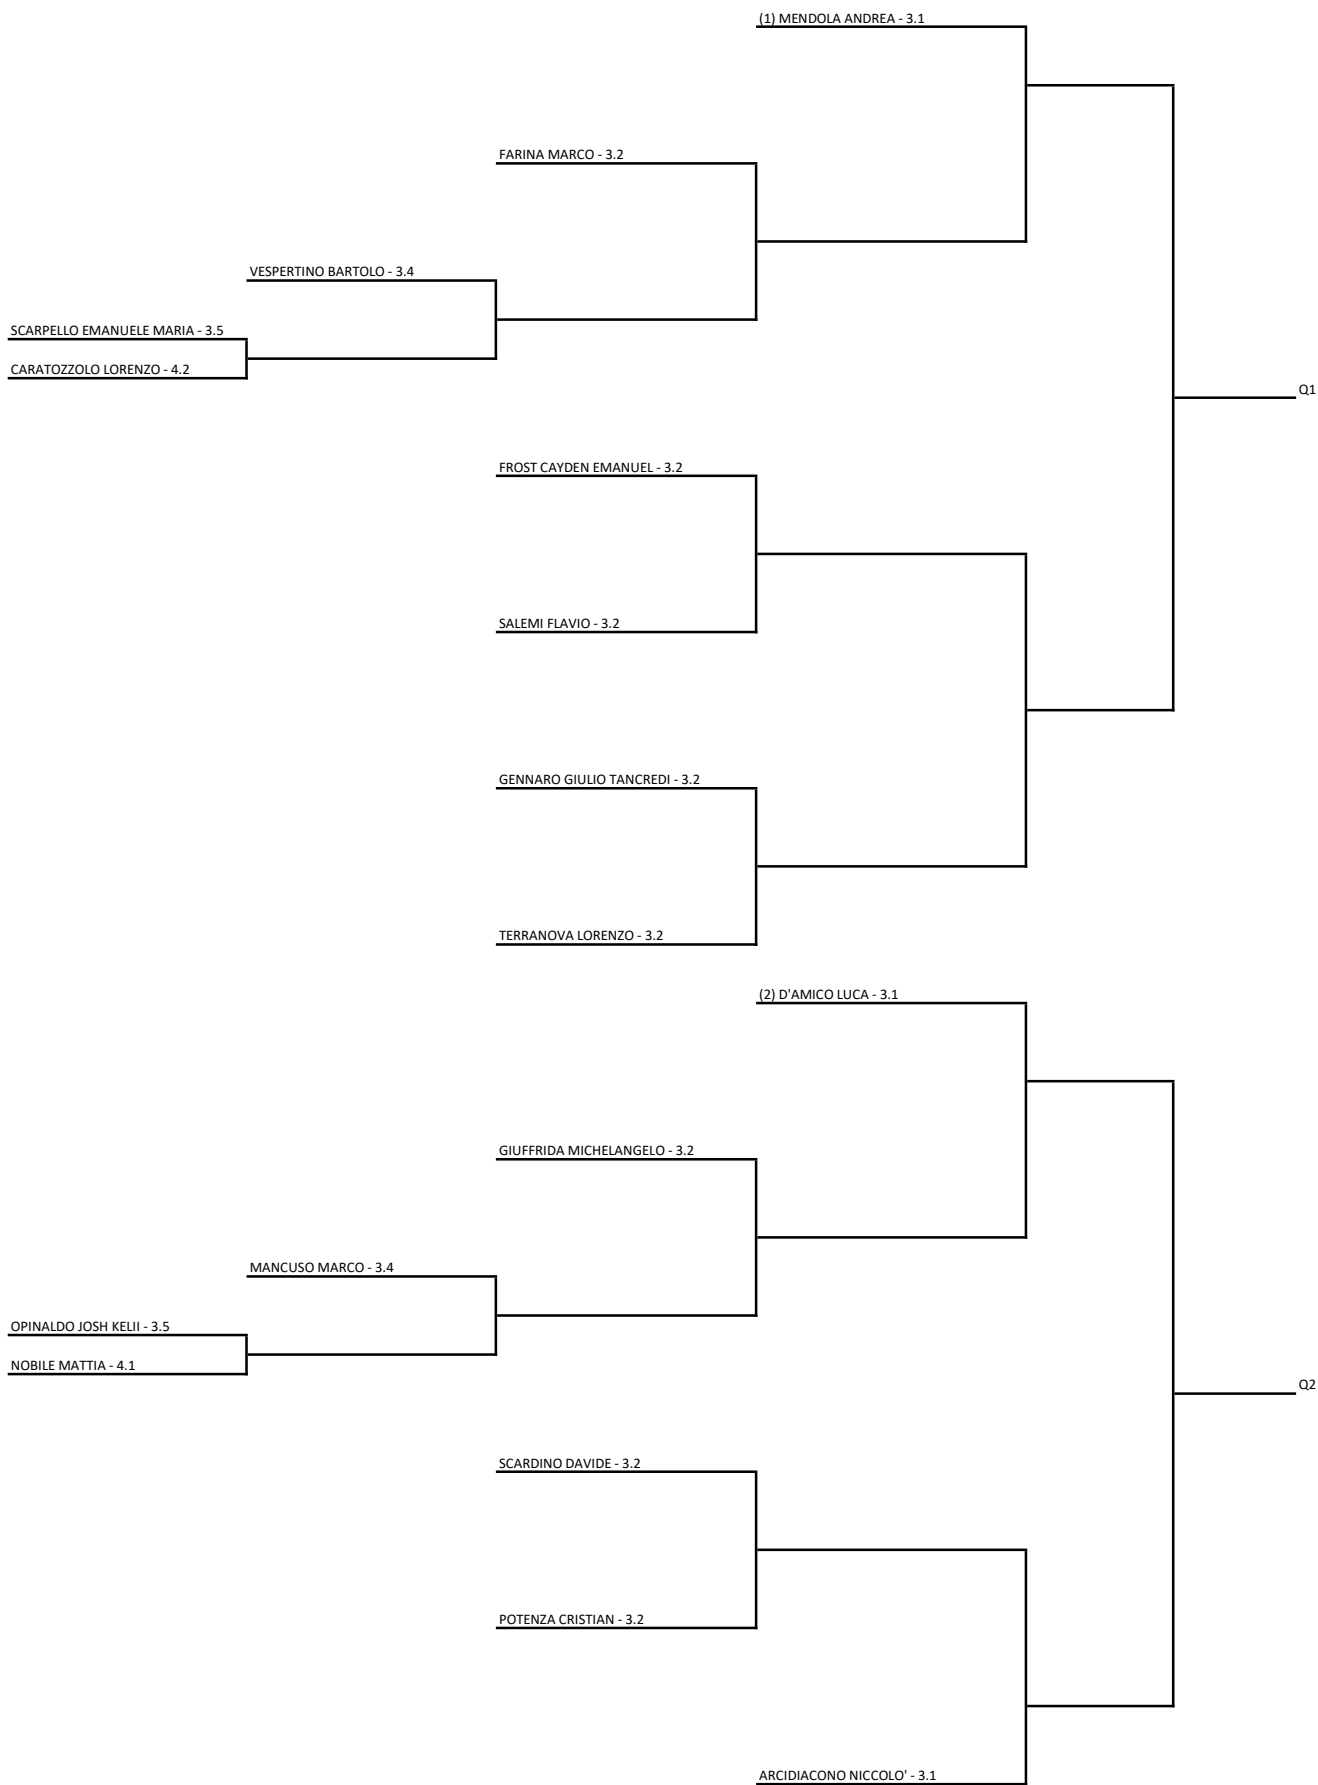 (1) MENDOLA ANDREA - 3.1
FARINA MARCO - 3.2
VESPERTINO BARTOLO - 3.4
SCARPELLO EMANUELE MARIA - 3.5
CARATOZZOLO LORENZO - 4.2
Q1
FROST CAYDEN EMANUEL - 3.2
SALEMI FLAVIO - 3.2
GENNARO GIULIO TANCREDI - 3.2
TERRANOVA LORENZO - 3.2
(2) D'AMICO LUCA - 3.1
GIUFFRIDA MICHELANGELO - 3.2
MANCUSO MARCO - 3.4
OPINALDO JOSH KELII - 3.5
NOBILE MATTIA - 4.1
Q2
SCARDINO DAVIDE - 3.2
POTENZA CRISTIAN - 3.2
ARCIDIACONO NICCOLO' - 3.1